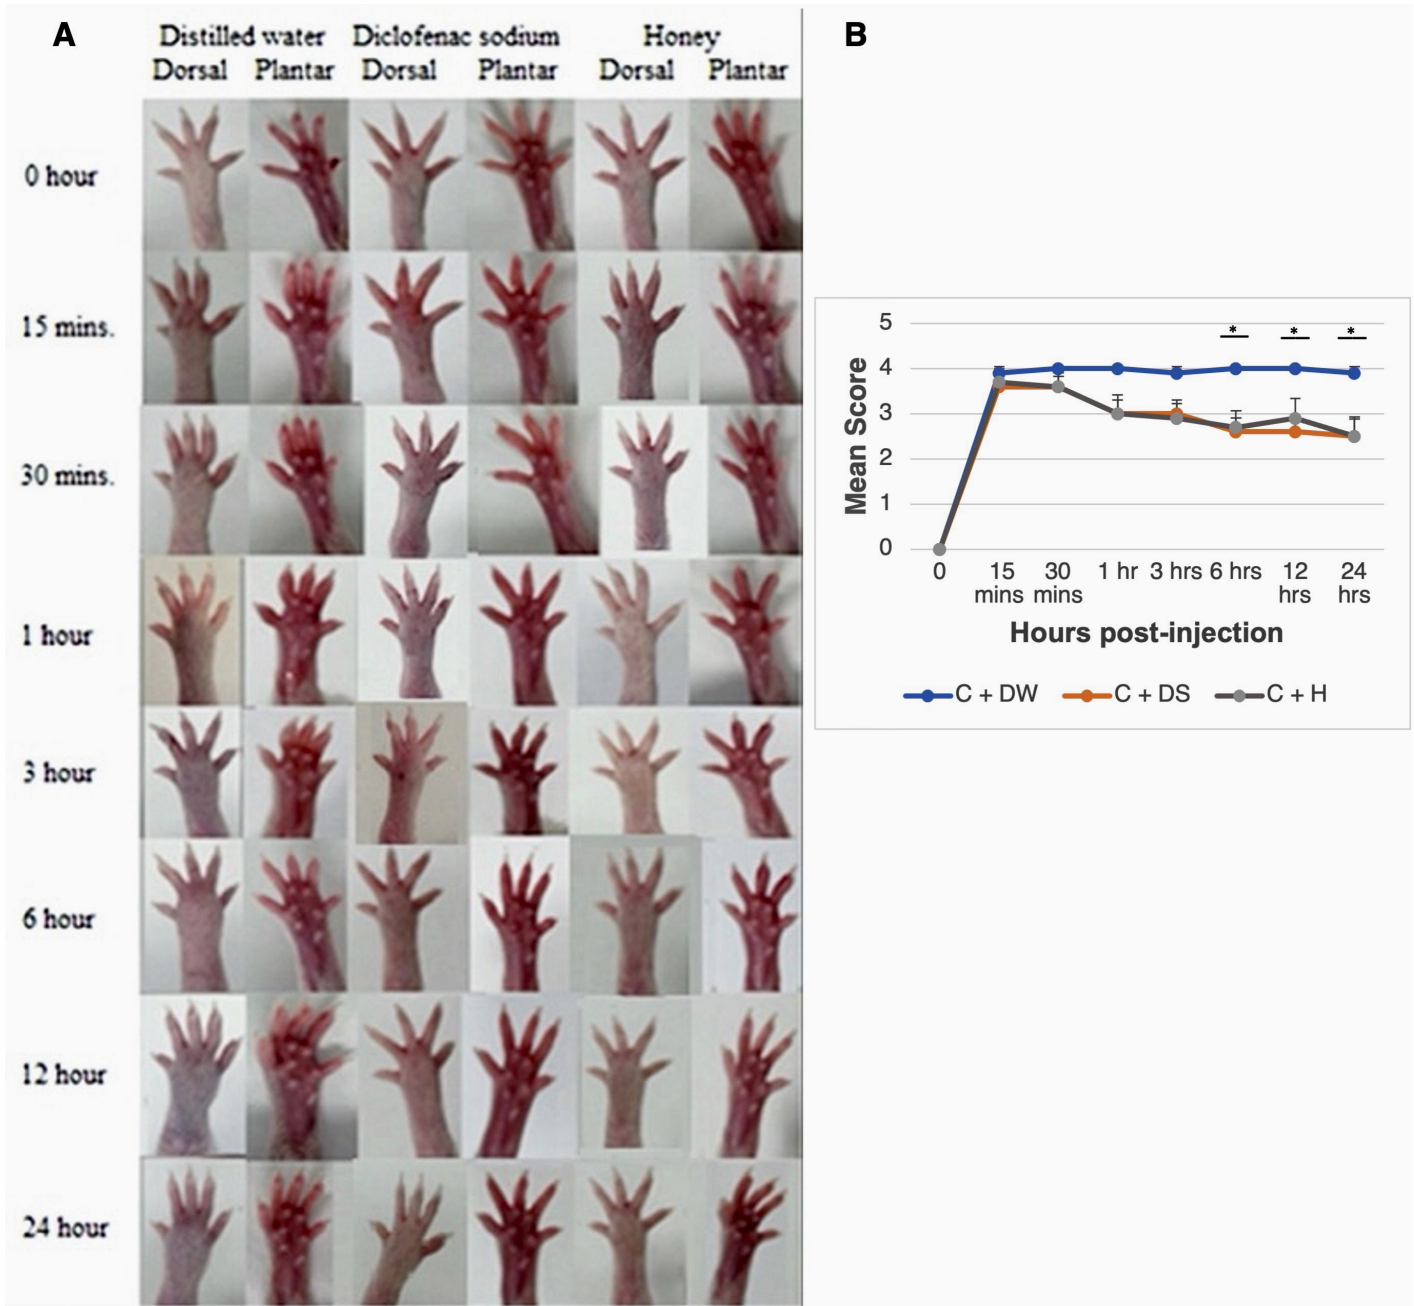 A
Distilled water Diclofenac sodium Honey
Dorsal Plantar Dorsal Plantar Dorsal Plantar
0 hour
15 mins.
30 mins.
1 hour
3 hour
6 hour
12 hour
24 hour
B
5
4
3
2
1
0
* * *
Mean Score
0 15 30 1 hr 3 hrs 6 hrs 12 24
mins mins hrs hrs
Hours post-injection
C + DW C + DS C + H